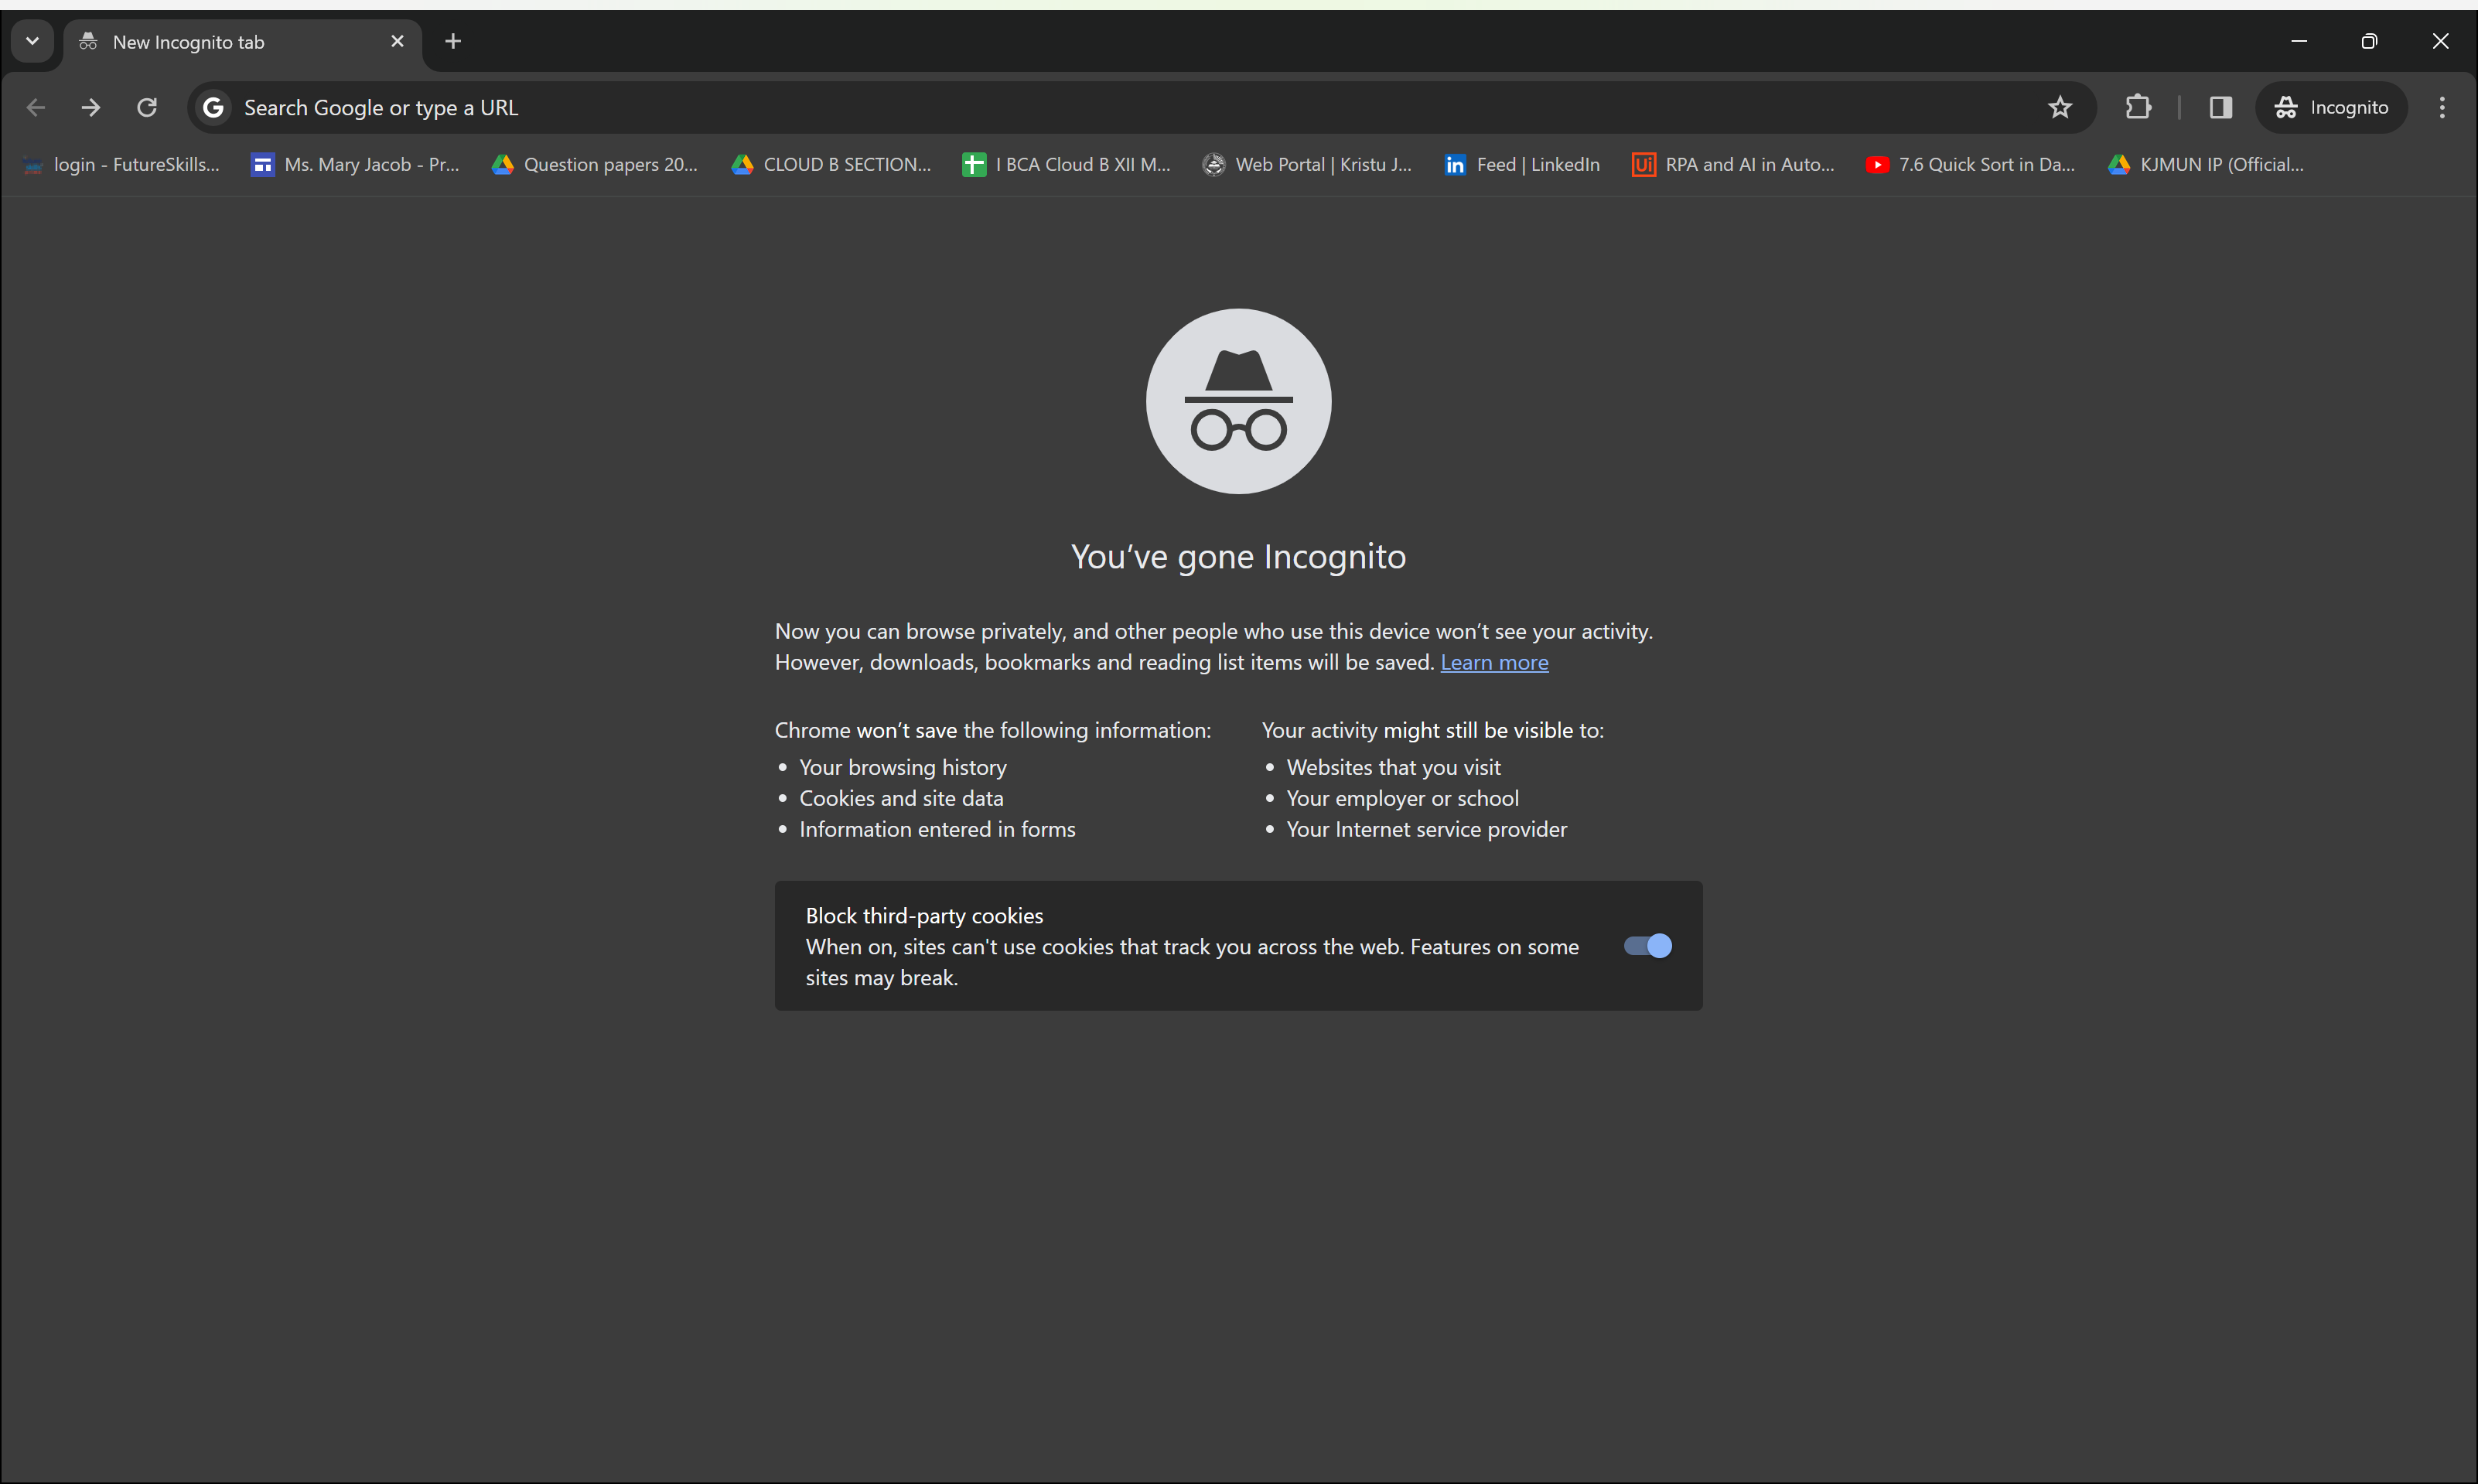 New Incognito tab
Search Google or type a URL
Incognito
login - FutureSkills...
Ms. Mary Jacob - Pr...
Question papers 20...
CLOUD B SECTION...
I BCA Cloud B XII M...
Web Portal | Kristu J...
in
Feed | LinkedIn
Ui
RPA and AI in Auto...
7.6 Quick Sort in Da...
KJMUN IP (Official...
You've gone Incognito
Now you can browse privately, and other people who use this device won't see your activity.
However, downloads, bookmarks and reading list items will be saved. Learn more
Chrome won't save the following information:
• Your browsing history
• Cookies and site data
• Information entered in forms
Your activity might still be visible to:
• Websites that you visit
• Your employer or school
• Your Internet service provider
Block third-party cookies
When on, sites can't use cookies that track you across the web. Features on some
sites may break.